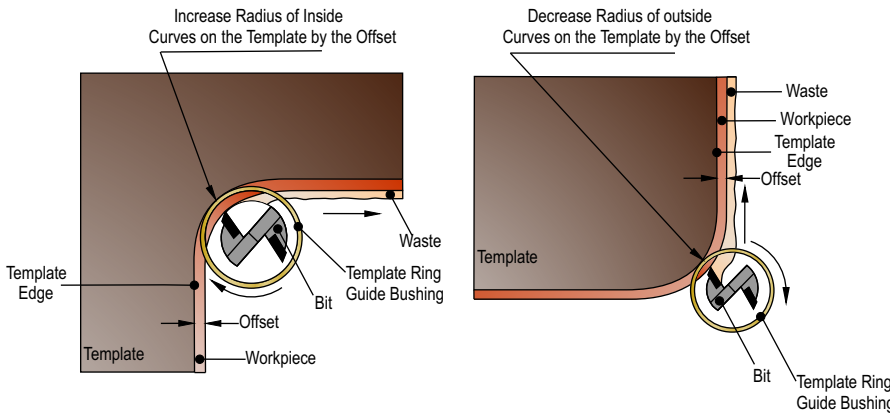 Increase Radius of Inside
Curves on the Template by the Offset
Waste
Template Ring
Guide Bushing
Bit
Template
Edge
Offset
Template
Workpiece
Decrease Radius of outside
Curves on the Template by the Offset
Waste
Workpiece
Template
Edge
Offset
Template
Bit
Template Ring
Guide Bushing